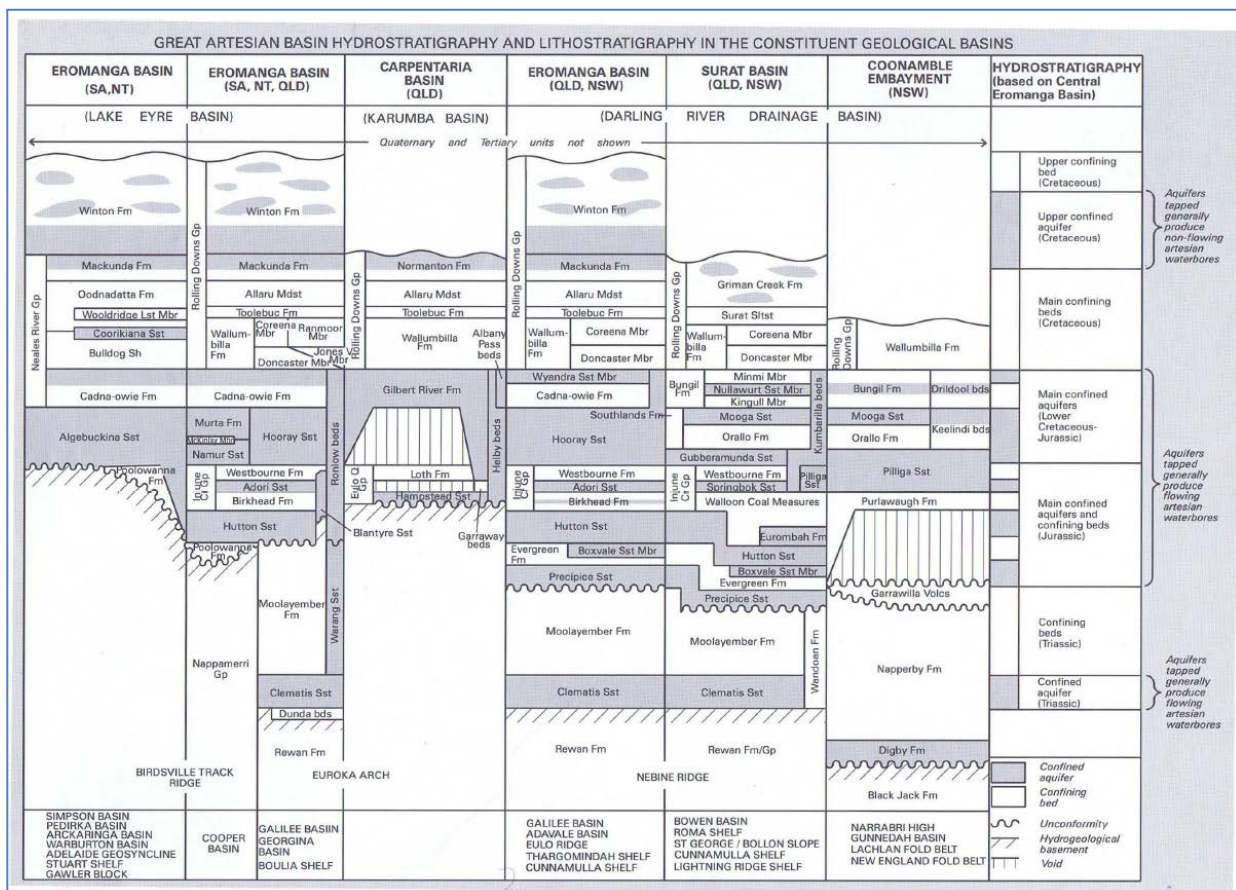 GREAT ARTESIAN BASIN HYDROSTRATIGRAPHY AND LITHOSTRATIGRAPHY IN THE CONSTITUENT GEOLOGICAL BASINS
EROMANGA BASIN
(SA,NT)
EROMANGA BASIN
(SA, NT, QLD)
CARPENTARIA
BASIN
(QLD)
EROMANGA BASIN
(QLD, NSW)
SURAT BASIN
(QLD, NSW)
COONAMBLE
EMBAYMENT
(NSW)
HYDROSTRATIGRAPHY
(based on Central
Eromanga Basin)
(LAKE EYRE BASIN)
(KARUMBA BASIN)
(DARLING RIVER DRAINAGE BASIN)
Quaternary and Tertiary units not shown
Winton Fm
Mackunda Fm
Neales River Gp
Oodnadatta Fm
Wooldridge Lst Mbr
Coorikiana Sst
Bulldog Sh
Cadna-owie Fm
Algebuckina Sst
Poolowanna
Fm
Rolling Downs Gp
Winton Fm
Mackunda Fm
Allaru Mdst
Toolebuc Fm
Wallum-
billa
Fm
Coreena
Mbr
Ranmoor
Mbr
Jones V
Mbr
Doncaster Mbr
Cadna-owie Fm
Murta Fm
McKinlay Mbr
Namur Sst
Hooray Sst
Injune
Cr Gp
Westbourne Fm
Adori Sst
Birkhead Fm
Hutton Sst
Poolowanna
Fm
Blantyre Sst
Ronlow beds
Warang Sst
Moolayember
Fm
Nappamerri
Gp
Clematis Sst
Dunda bds
Rewan Fm
Rolling Downs Gp
Normanton Fm
Allaru Mdst
Toolebuc Fm
Wallumbilla
Fm
Albany
Pass
beds
Gilbert River Fm
Helby beds
Eulo Q
Gp
Loth Fm
Hampstead Sst
Garraway
beds
Rolling Downs Gp
Winton Fm
Mackunda Fm
Allaru Mdst
Toolebuc Fm
Wallum-
billa
Fm
Coreena Mbr
Doncaster Mbr
Wyandra Sst Mbr
Cadna-owie Fm
Hooray Sst
Injune
Cr Gp
Westbourne Fm
Adori Sst
Birkhead Fm
Hutton Sst
Evergreen
Fm
Boxvale Sst Mbr
Precipice Sst
Moolayember Fm
Clematis Sst
Rewan Fm
Rolling Downs Gp
Griman Creek Fm
Surat Sltst
Wallum-
billa
Fm
Coreena Mbr
Doncaster Mbr
Bungil
Fm
Minmi Mbr
Nullawurt Sst Mbr
Kingull Mbr
Southlands Fm
Mooga Sst
Orallo Fm
Kumbarilla beds
Gubberamunda Sst
Injune
Cr Gp
Westbourne Fm
Springbok Sst
Pilliga
Sst
Walloon Coal Measures
Eurombah Fm
Hutton Sst
Boxvale Sst Mbr
Evergreen Fm
Precipice Sst
Moolayember Fm
Wandoan Fm
Clematis Sst
Rewan Fm/Gp
Rolling
Downs Gp
Wallumbilla Fm
Bungil Fm
Drildool bds
Mooga Sst
Orallo Fm
Keelindi bds
Pilliga Sst
Purlawaugh Fm
Garrawilla Volcs
Napperby Fm
Digby Fm
Black Jack Fm
Upper confining
bed
(Cretaceous)
Upper confined
aquifer
(Cretaceous)
Main confining
beds
(Cretaceous)
Main confined
aquifers
(Lower
Cretaceous-
Jurassic)
Main confined
aquifers and
confining beds
(Jurassic)
Confining
beds
(Triassic)
Confined
aquifer
(Triassic)
Aquifers
tapped
generally
produce
non-flowing
artesian
waterbores
Aquifers
tapped
generally
produce
flowing
artesian
waterbores
Aquifers
tapped
generally
produce
flowing
artesian
waterbores
BIRDSVILLE TRACK
RIDGE
EUROKA ARCH
NEBINE RIDGE
Confined
aquifer
Confining
bed
Unconformity
Hydrogeological
basement
Void
SIMPSON BASIN
PEDIRKA BASIN
ARCKARINGA BASIN
WARBURTON BASIN
ADELAIDE GEOSYNCLINE
STUART SHELF
GAWLER BLOCK
COOPER
BASIN
GALILEE BASIIN
GEORGINA
BASIN
BOULIA SHELF
GALILEE BASIN
ADAVALE BASIN
EULO RIDGE
THARGOMINDAH SHELF
CUNNAMULLA SHELF
BOWEN BASIN
ROMA SHELF
ST GEORGE / BOLLON SLOPE
CUNNAMULLA SHELF
LIGHTNING RIDGE SHELF
NARRABRI HIGH
GUNNEDAH BASIN
LACHLAN FOLD BELT
NEW ENGLAND FOLD BELT